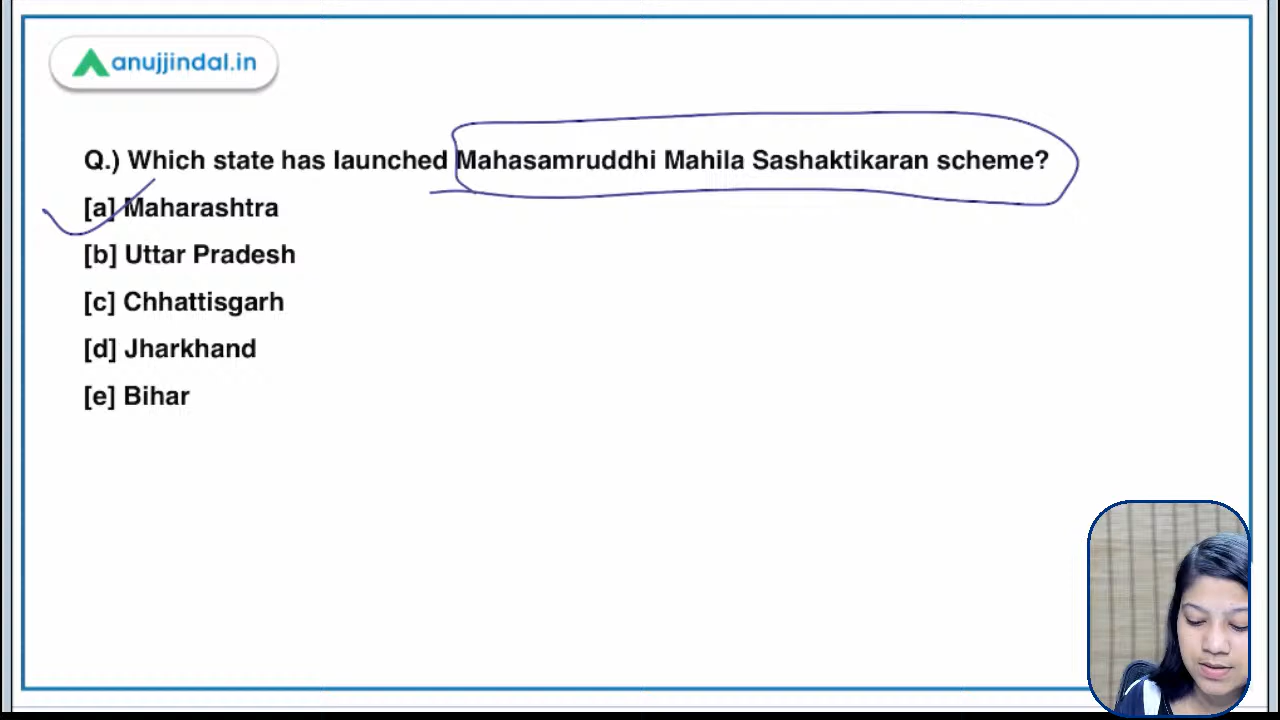 anujjindal.in
Q.) Which state has launched Mahasamruddhi Mahila Sashaktikaran scheme?
[a] Maharashtra
[b] Uttar Pradesh
[c] Chhattisgarh
[d] Jharkhand
[e] Bihar